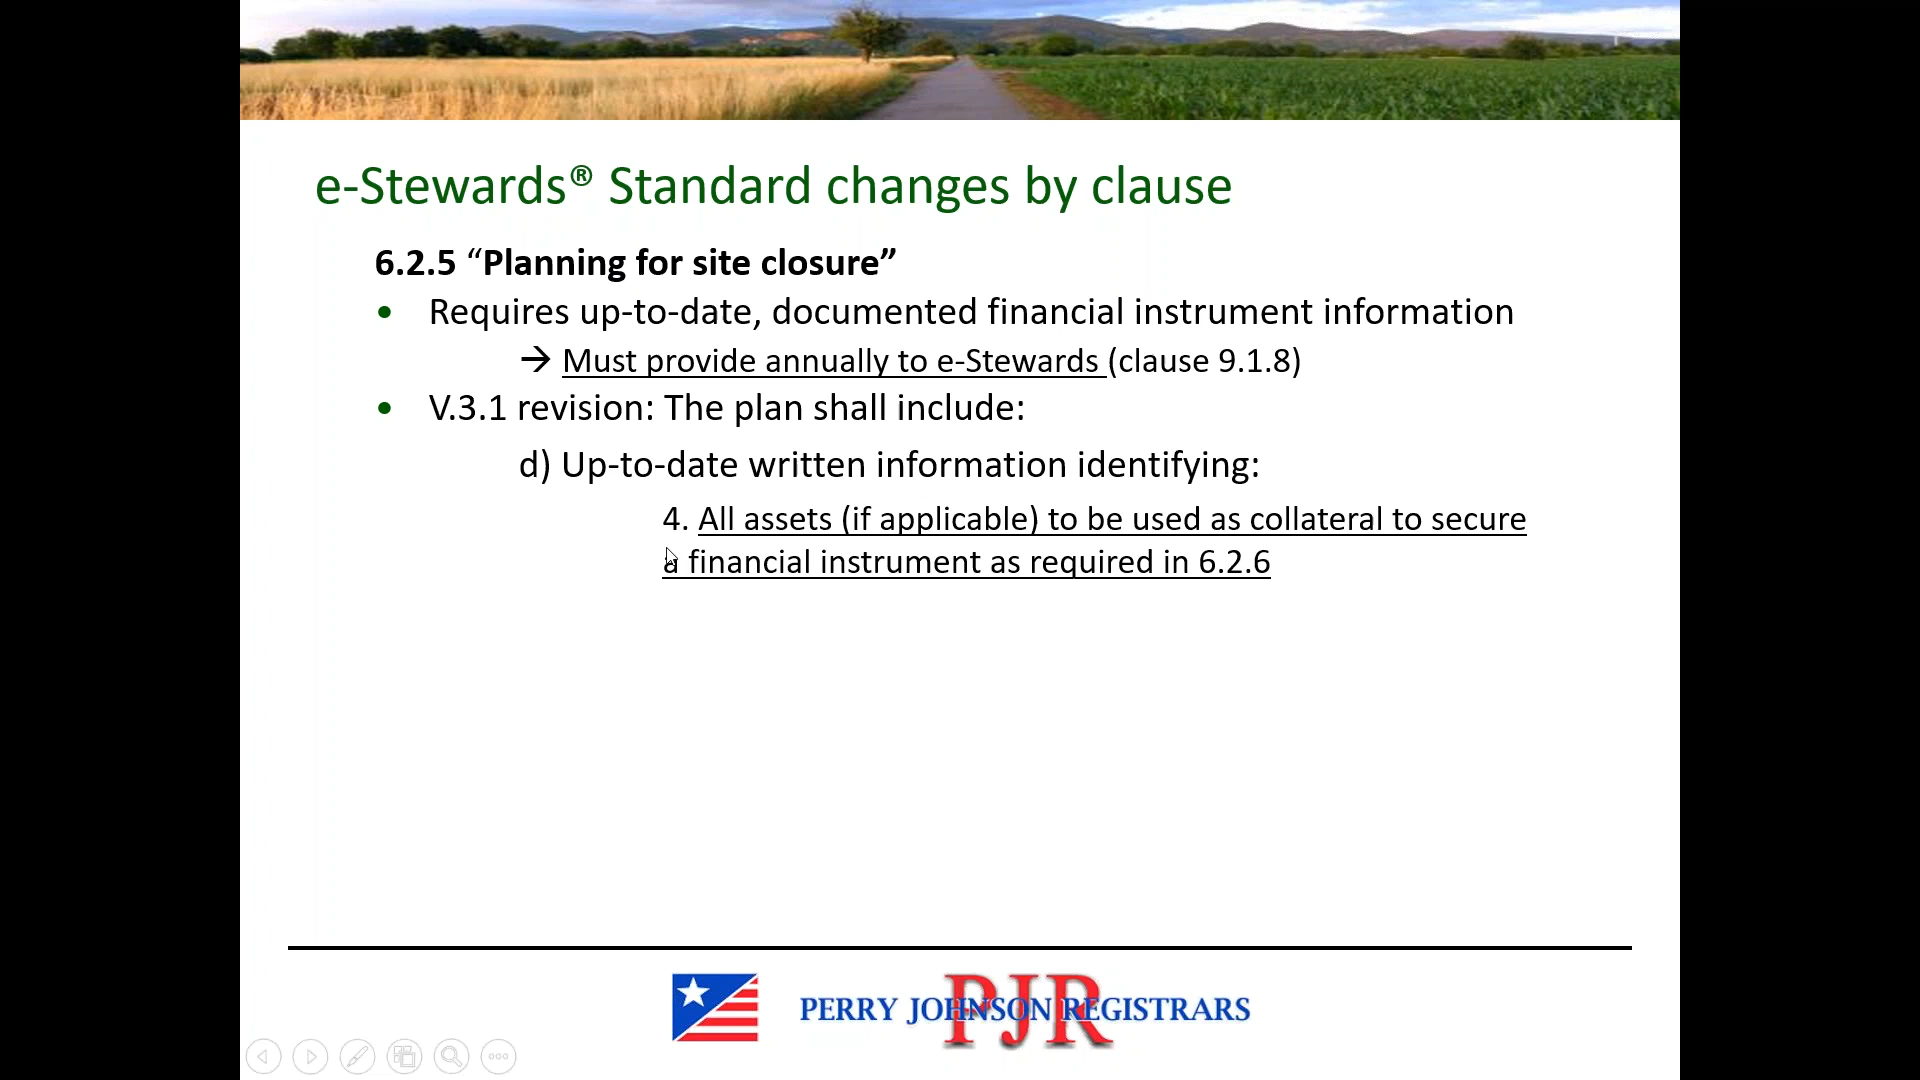 e-Stewards® Standard changes by clause
6.2.5 “Planning for site closure”
• Requires up-to-date, documented financial instrument information
→ Must provide annually to e-Stewards (clause 9.1.8)
• V.3.1 revision: The plan shall include:
d) Up-to-date written information identifying:
4. All assets (if applicable) to be used as collateral to secure
a financial instrument as required in 6.2.6
PJR
PERRY JOHNSON REGISTRARS